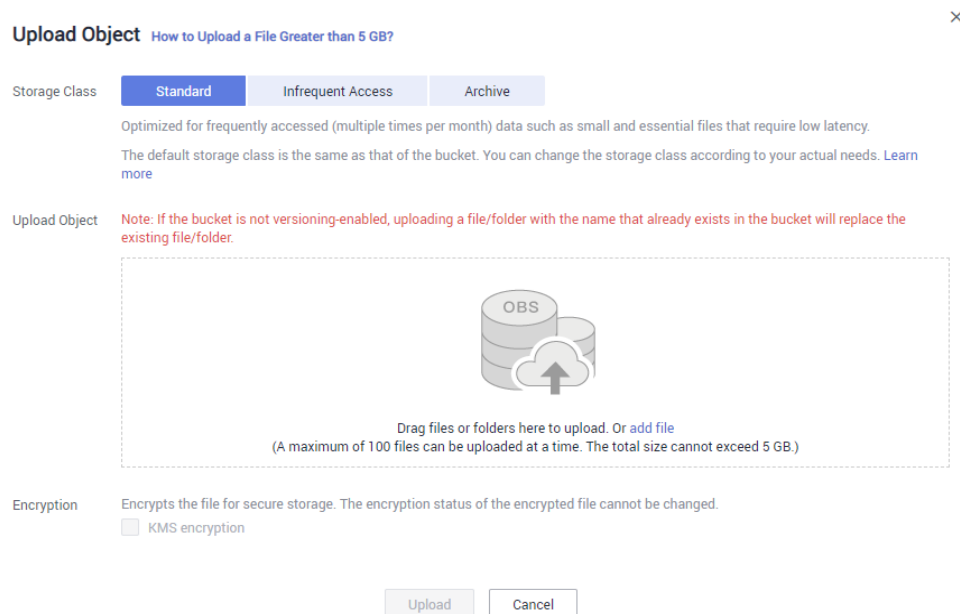 Upload Object How to Upload a File Greater than 5 GB?
Storage Class Standard Infrequent Access Archive
Optimized for frequently accessed (multiple times per month) data such as small and essential files that require low latency.
The default storage class is the same as that of the bucket. You can change the storage class according to your actual needs. Learn
more
Upload Object Note: If the bucket is not versioning-enabled, uploading a file/folder with the name that already exists in the bucket will replace the
existing file/folder.
OBS
Drag files or folders here to upload. Or add file
(A maximum of 100 files can be uploaded at a time. The total size cannot exceed 5 GB.)
Encryption Encrypts the file for secure storage. The encryption status of the encrypted file cannot be changed.
KMS encryption
Upload Cancel